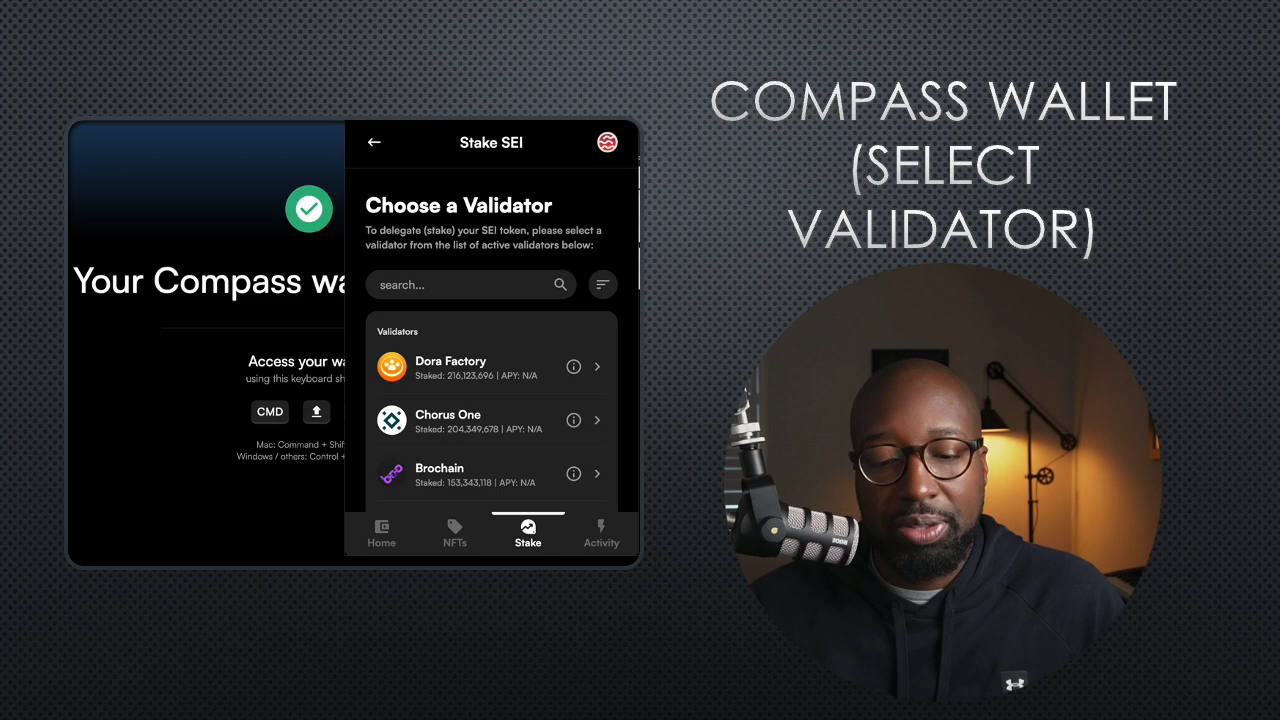 COMPASS WALLET
(SELECT
VALIDATOR)
Your Compass wa
Access your wa
using this keyboard sh
CMD
Mac: Command + Shif
Windows / others: Control +
Stake SEI
Choose a Validator
To delegate (stake) your SEI token, please select a
validator from the list of active validators below:
search...
Validators
Dora Factory
Staked: 216,123,696 | APY: N/A
Chorus One
Staked: 204,349,678 | APY: N/A
Brochain
Staked: 153,343,118 | APY: N/A
Home
NFTs
Stake
Activity